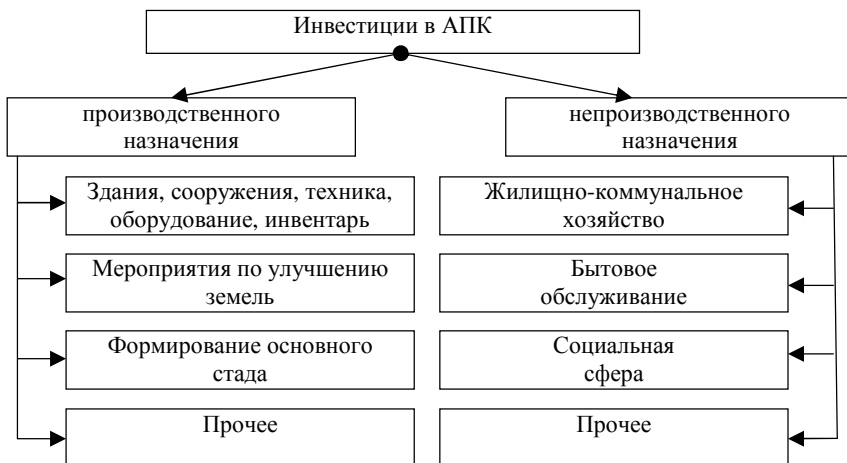 Инвестиции в АПК
производственного
назначения
непроизводственного
назначения
Здания, сооружения, техника,
оборудование, инвентарь
Жилищно-коммунальное
хозяйство
Мероприятия по улучшению
земель
Бытовое
обслуживание
Формирование основного
стада
Социальная
сфера
Прочее
Прочее